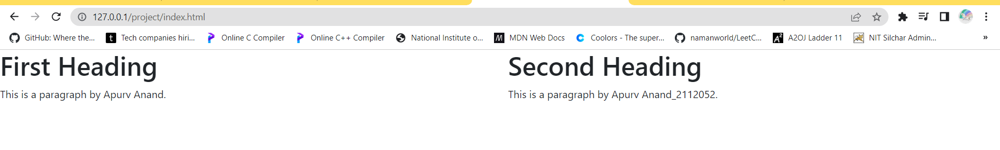 127.0.0.1/project/index.html
GitHub: Where the... t Tech companies hiri... Online C Compiler Online C++ Compiler National Institute o... M MDN Web Docs C Coolors - The super... namanworld/LeetC... A2 A2OJ Ladder 11 NIT Silchar Admin... »
First Heading
This is a paragraph by Apurv Anand.
Second Heading
This is a paragraph by Apurv Anand_2112052.